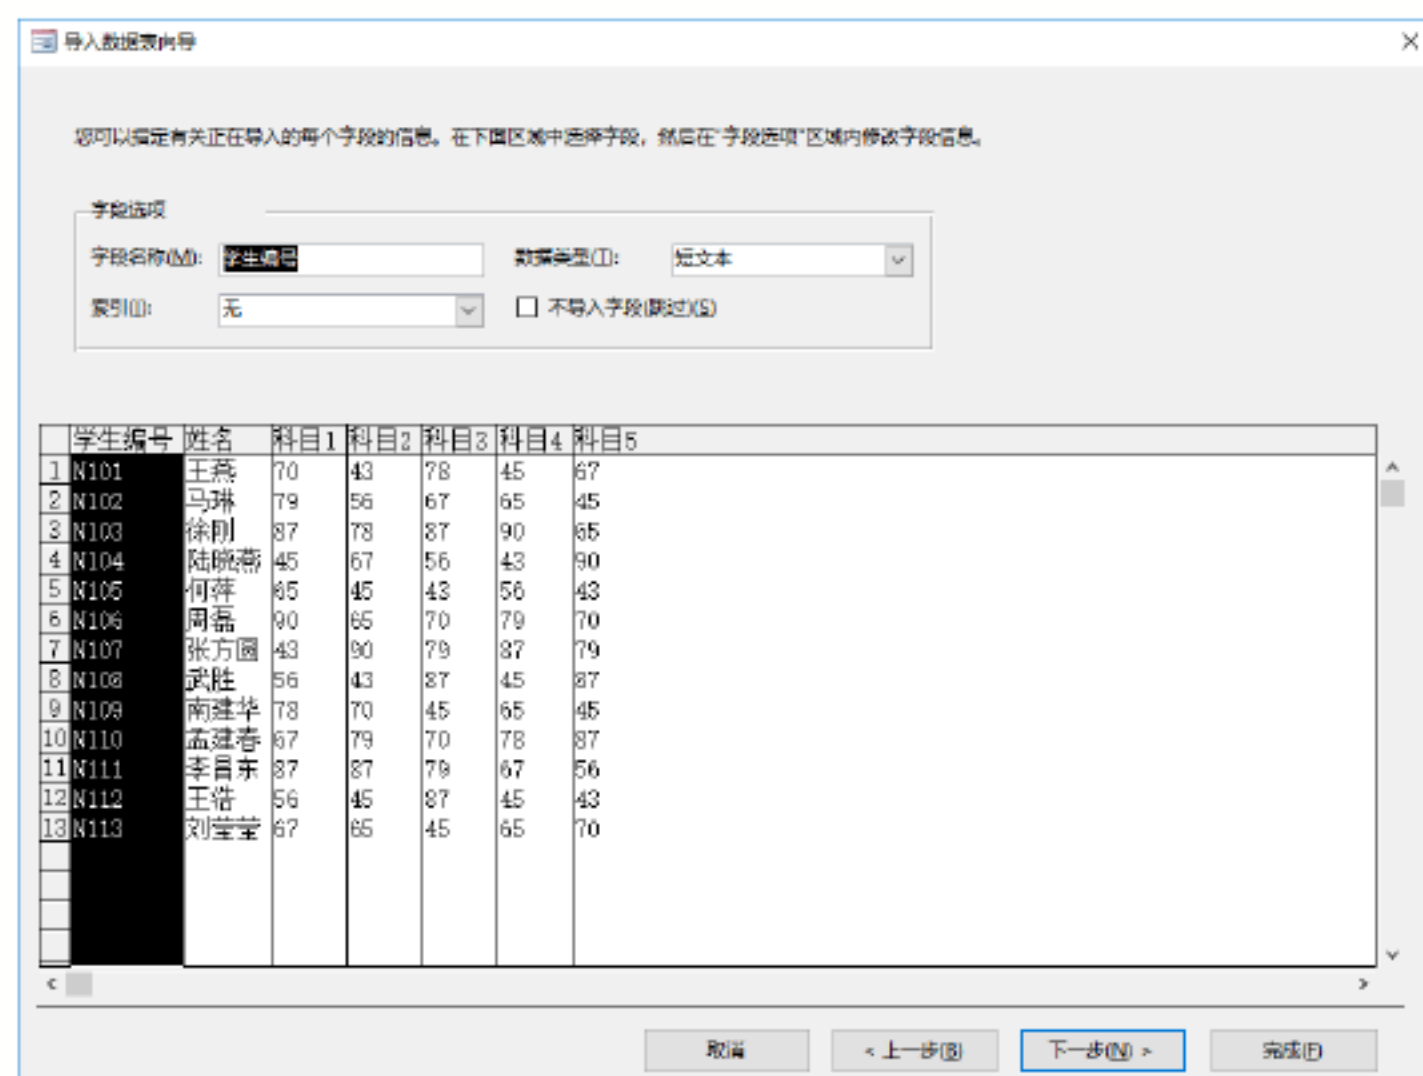 导入数据表向导
您可以指定有关正在导入的每个字段的信息。在下面区域中选择字段，然后在“字段选项”区域内修改字段信息。
字段选项
字段名称(M): 学生编号 数据类型(T): 短文本
索引(I): 无 不导入字段(跳过)(S)
学生编号 姓名 科目1 科目2 科目3 科目4 科目5
1 N101 王燕 70 43 78 45 67
2 N102 马琳 79 56 67 65 45
3 N103 徐刚 87 78 87 90 65
4 N104 陆晓燕 45 67 56 43 90
5 N105 何萍 65 45 43 56 43
6 N106 周磊 90 65 70 79 70
7 N107 张方圆 43 90 79 87 79
8 N108 武胜 56 43 87 45 87
9 N109 南建华 78 70 45 65 45
10 N110 孟建春 67 79 70 78 87
11 N111 李昌东 87 87 79 67 56
12 N112 王浩 56 45 87 45 43
13 N113 刘莹莹 67 65 45 65 70
取消 < 上一步(B) 下一步(N) > 完成(F)